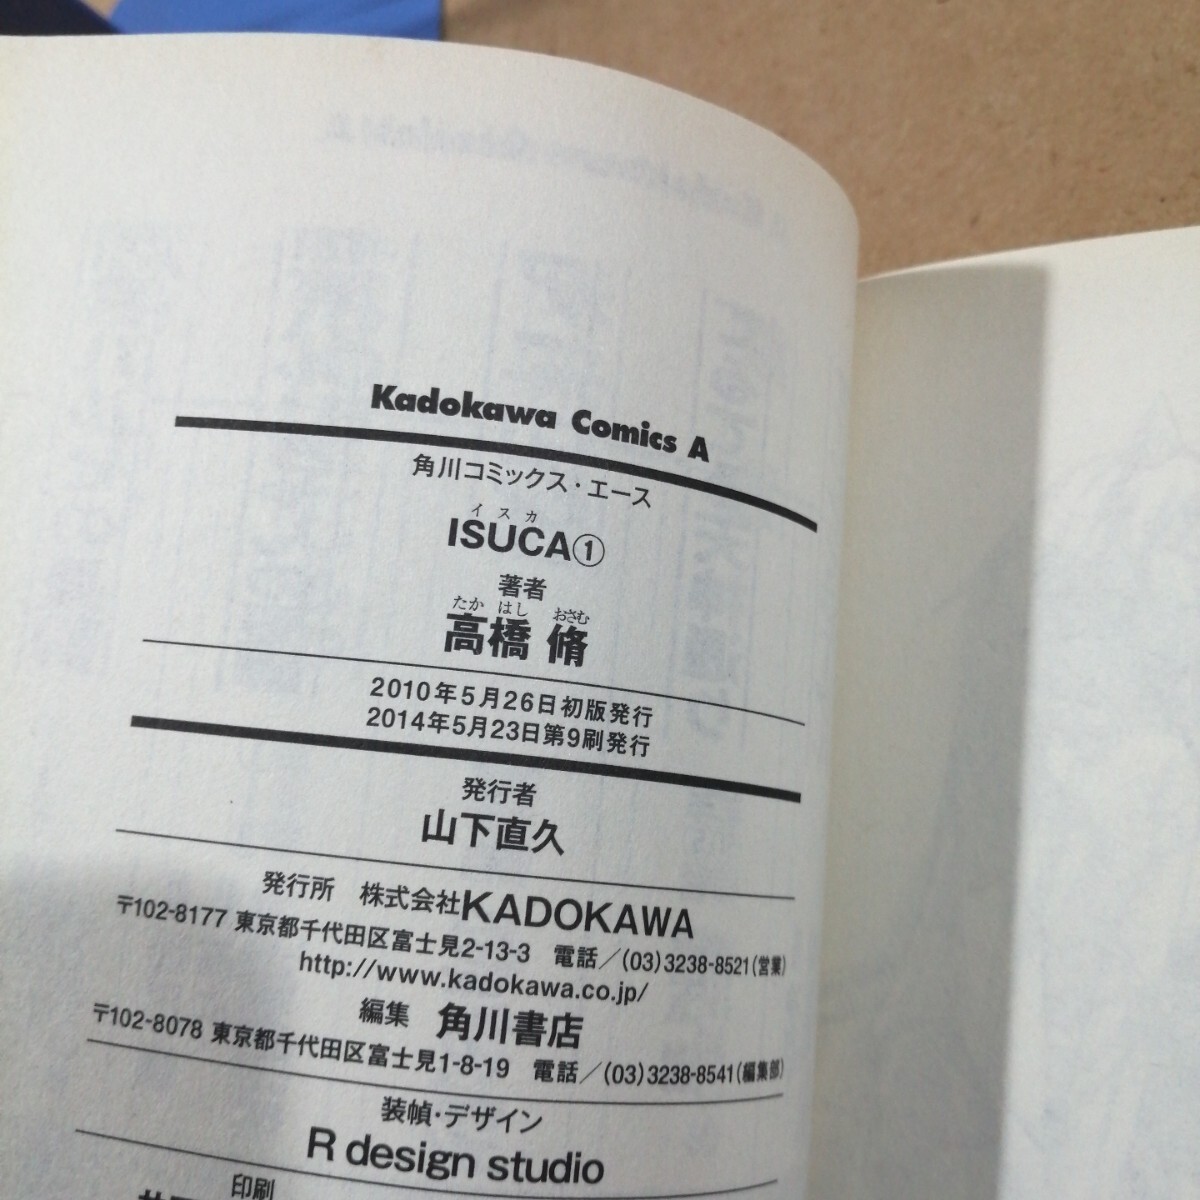 Kadokawa Comics A
角川コミックス・エース
イスカ
ISUCA①
著者
たか はし おさむ
高橋 脩
2010年5月26日初版発行
2014年5月23日第9刷発行
発行者
山下直久
発行所 株式会社KADOKAWA
〒102-8177 東京都千代田区富士見2-13-3 電話／(03)3238-8521(営業)
http://www.kadokawa.co.jp/
編集 角川書店
〒102-8078 東京都千代田区富士見1-8-19 電話／(03)3238-8541(編集部)
装幀・デザイン
R design studio
印刷